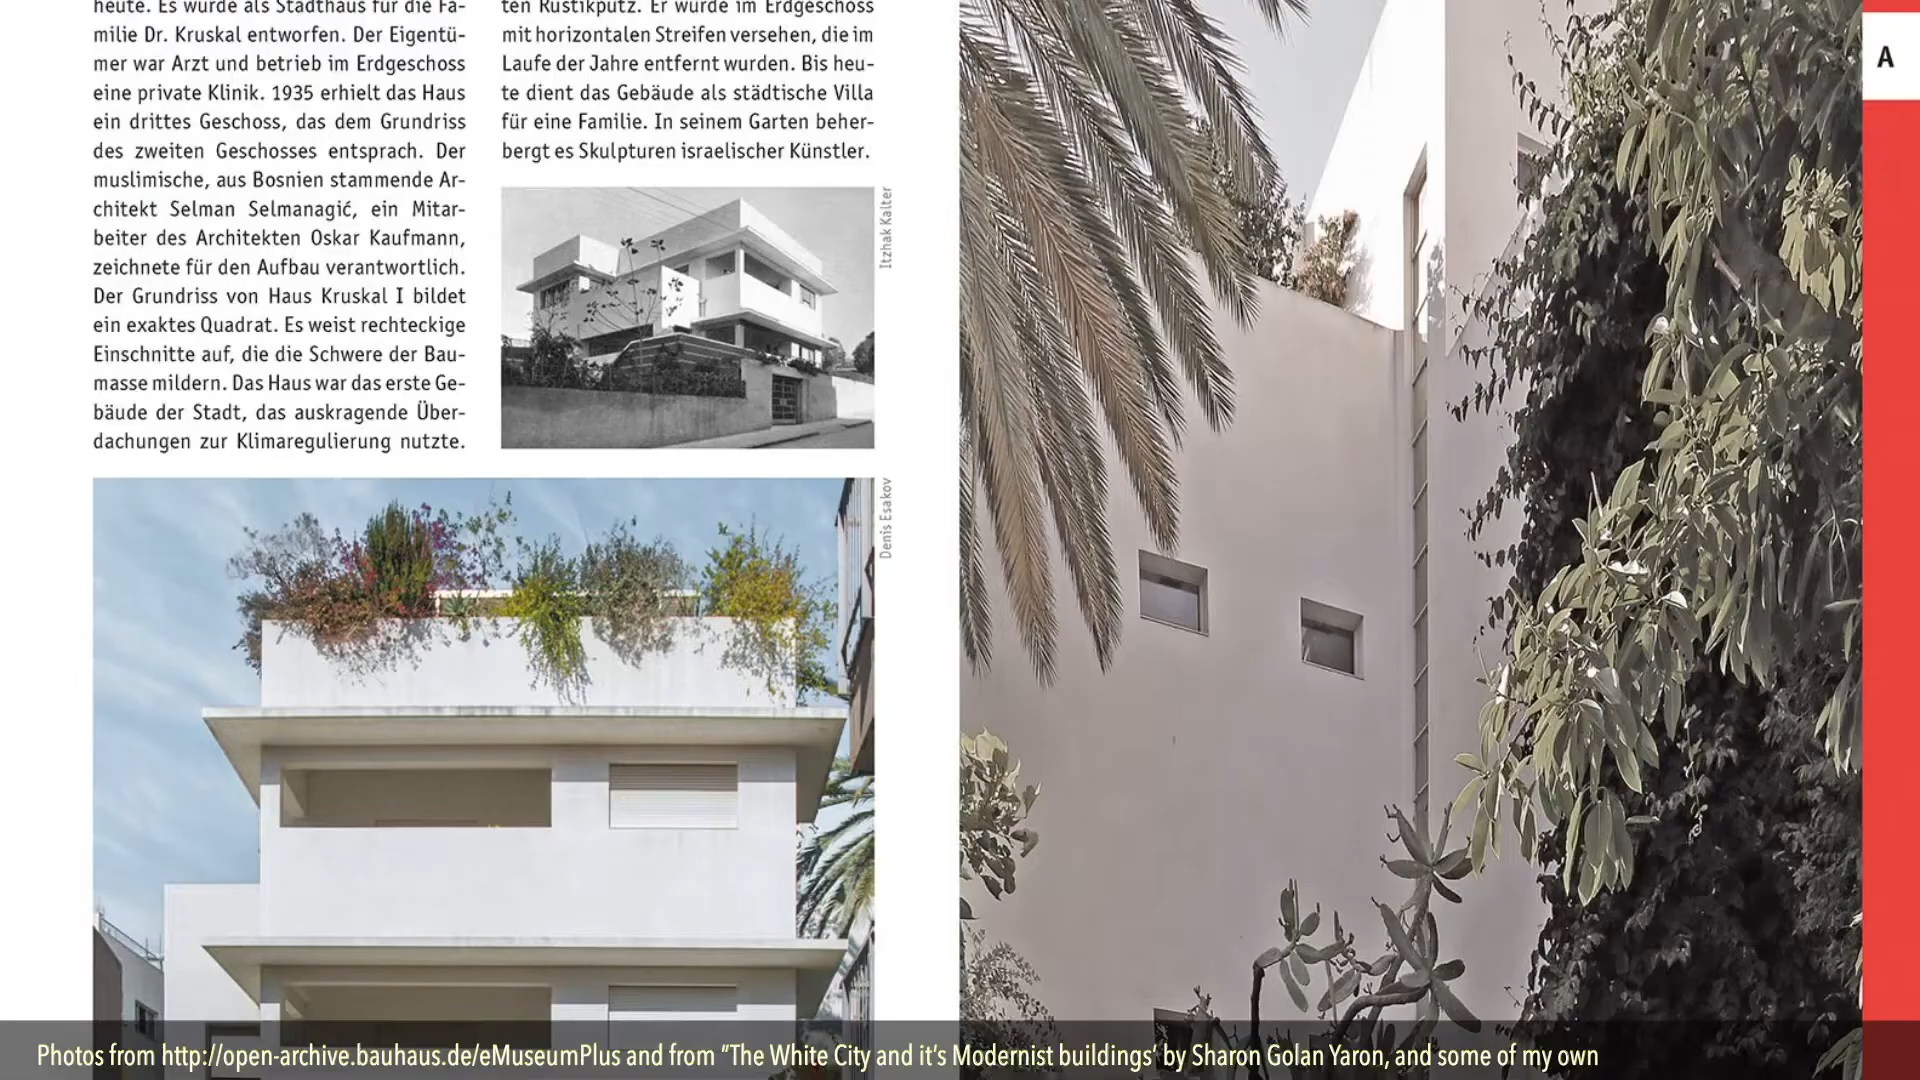 heute. Es wurde als Stadthaus für die Fa-
milie Dr. Kruskal entworfen. Der Eigentü-
mer war Arzt und betrieb im Erdgeschoss
eine private Klinik. 1935 erhielt das Haus
ein drittes Geschoss, das dem Grundriss
des zweiten Geschosses entsprach. Der
muslimische, aus Bosnien stammende Ar-
chitekt Selman Selmanagić, ein Mitar-
beiter des Architekten Oskar Kaufmann,
zeichnete für den Aufbau verantwortlich.
Der Grundriss von Haus Kruskal I bildet
ein exaktes Quadrat. Es weist rechteckige
Einschnitte auf, die die Schwere der Bau-
masse mildern. Das Haus war das erste Ge-
bäude der Stadt, das auskragende Über-
dachungen zur Klimaregulierung nutzte.
ten Rustikputz. Er wurde im Erdgeschoss
mit horizontalen Streifen versehen, die im
Laufe der Jahre entfernt wurden. Bis heu-
te dient das Gebäude als städtische Villa
für eine Familie. In seinem Garten beher-
bergt es Skulpturen israelischer Künstler.
Itzhak Kalter
Denis Esakov
A
Photos from http://open-archive.bauhaus.de/eMuseumPlus and from "The White City and it's Modernist buildings' by Sharon Golan Yaron, and some of my own